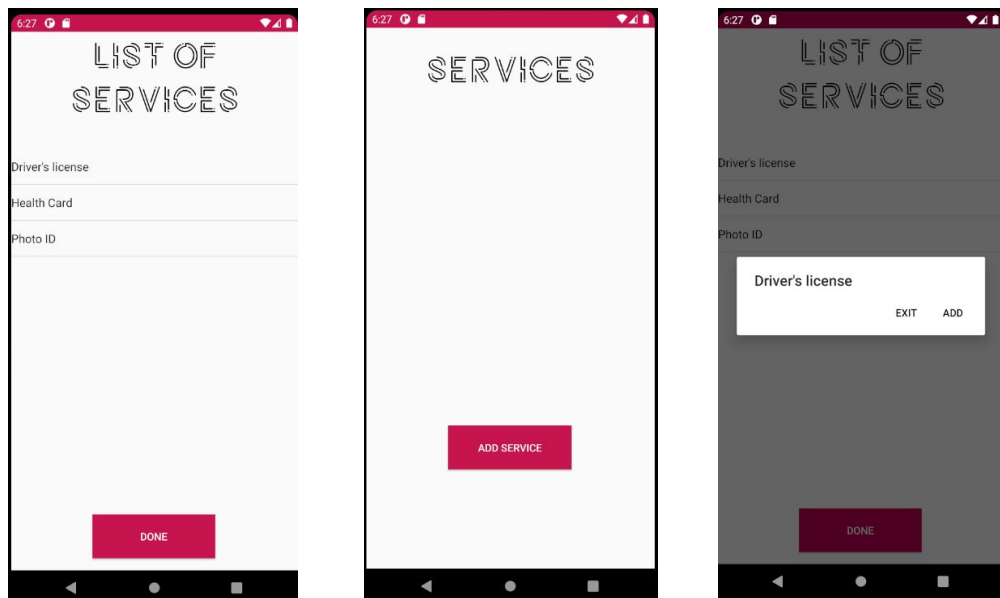 6:27
LIST OF
SERVICES
Driver's license
Health Card
Photo ID
DONE
6:27
SERVICES
ADD SERVICE
6:27
LIST OF
SERVICES
Driver's license
Health Card
Photo ID
Driver's license
EXIT ADD
DONE